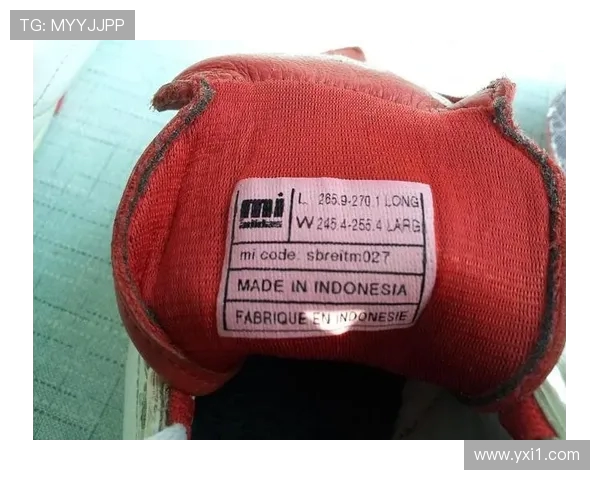 TG: MYYJJPP
mi adidas
L 265.9-270.1 LONG
W 245.4-255.4 LARG
mi code: sbreitm027
MADE IN INDONESIA
FABRIQUE EN INDONESIE
www.yxi1.com